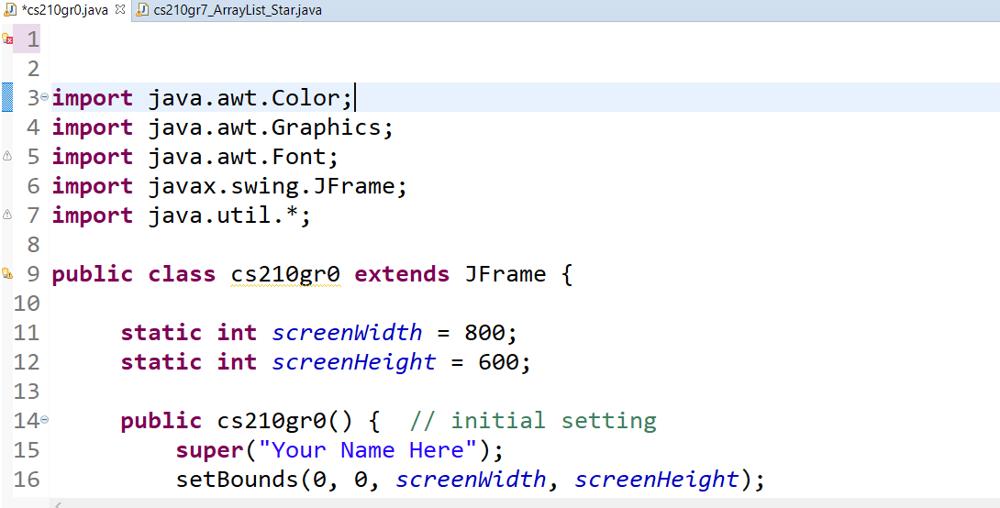 *cs210gr0.java cs210gr7_ArrayList_Star.java
1
2
3 import java.awt.Color;
4 import java.awt.Graphics;
5 import java.awt.Font;
6 import javax.swing.JFrame;
7 import java.util.*;
8
9 public class cs210gr0 extends JFrame {
10
11 static int screenWidth = 800;
12 static int screenHeight = 600;
13
14 public cs210gr0() { // initial setting
15 super("Your Name Here");
16 setBounds(0, 0, screenWidth, screenHeight);